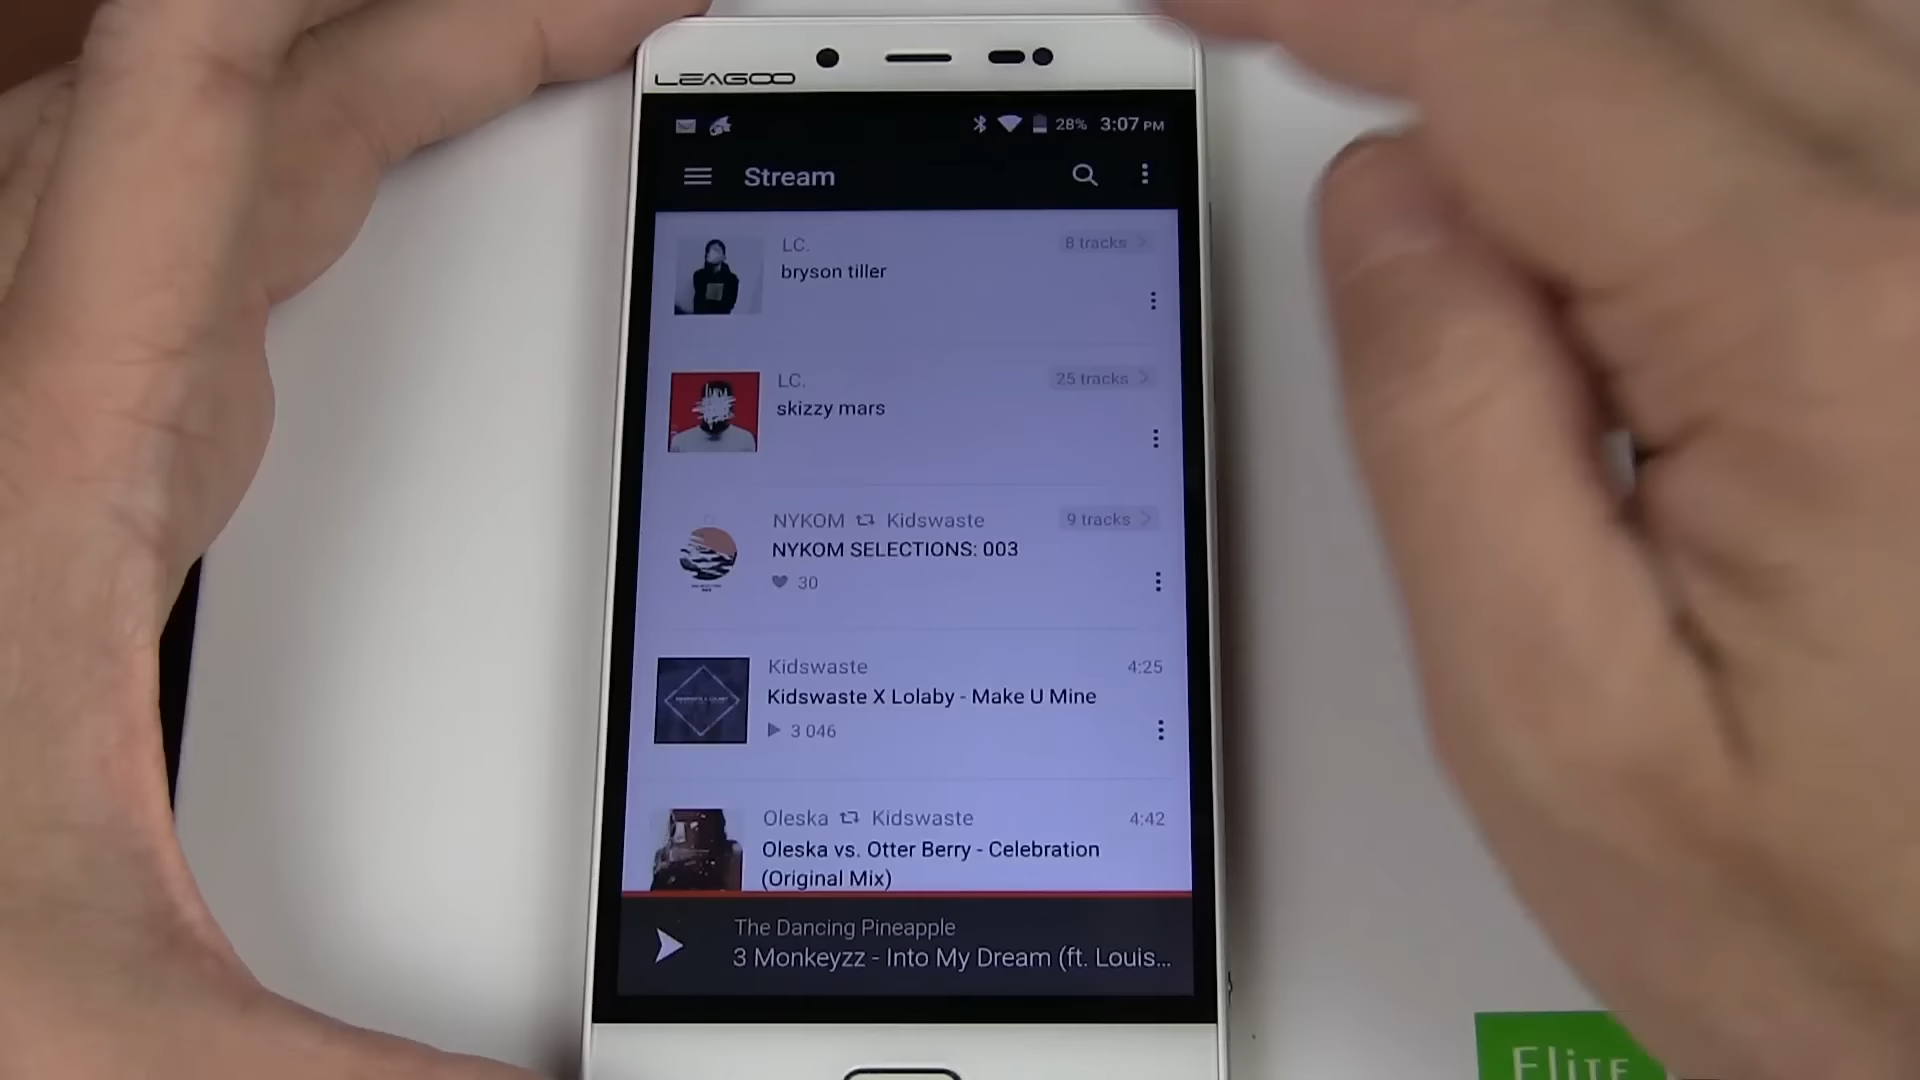 LEAGOO
28% 3:07 PM
Stream
LC. 8 tracks
bryson tiller
LC. 25 tracks
skizzy mars
NYKOM Kidswaste 9 tracks
NYKOM SELECTIONS: 003
30
Kidswaste 4:25
Kidswaste X Lolaby - Make U Mine
3 046
Oleska Kidswaste 4:42
Oleska vs. Otter Berry - Celebration
(Original Mix)
The Dancing Pineapple
3 Monkeyzz - Into My Dream (ft. Louis...
EliTE